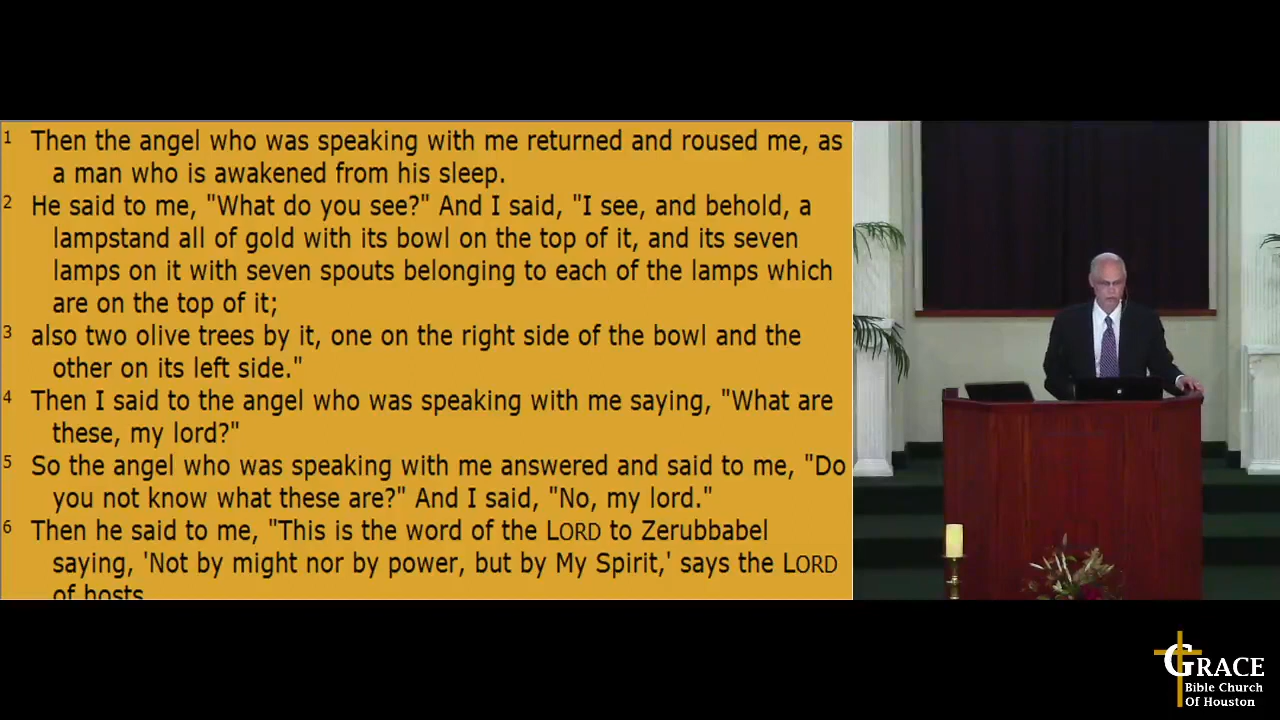 1 Then the angel who was speaking with me returned and roused me, as
a man who is awakened from his sleep.
2 He said to me, "What do you see?" And I said, "I see, and behold, a
lampstand all of gold with its bowl on the top of it, and its seven
lamps on it with seven spouts belonging to each of the lamps which
are on the top of it;
3 also two olive trees by it, one on the right side of the bowl and the
other on its left side."
4 Then I said to the angel who was speaking with me saying, "What are
these, my lord?"
5 So the angel who was speaking with me answered and said to me, "Do
you not know what these are?" And I said, "No, my lord."
6 Then he said to me, "This is the word of the LORD to Zerubbabel
saying, 'Not by might nor by power, but by My Spirit,' says the LORD
of hosts
GRACE
Bible Church
Of Houston